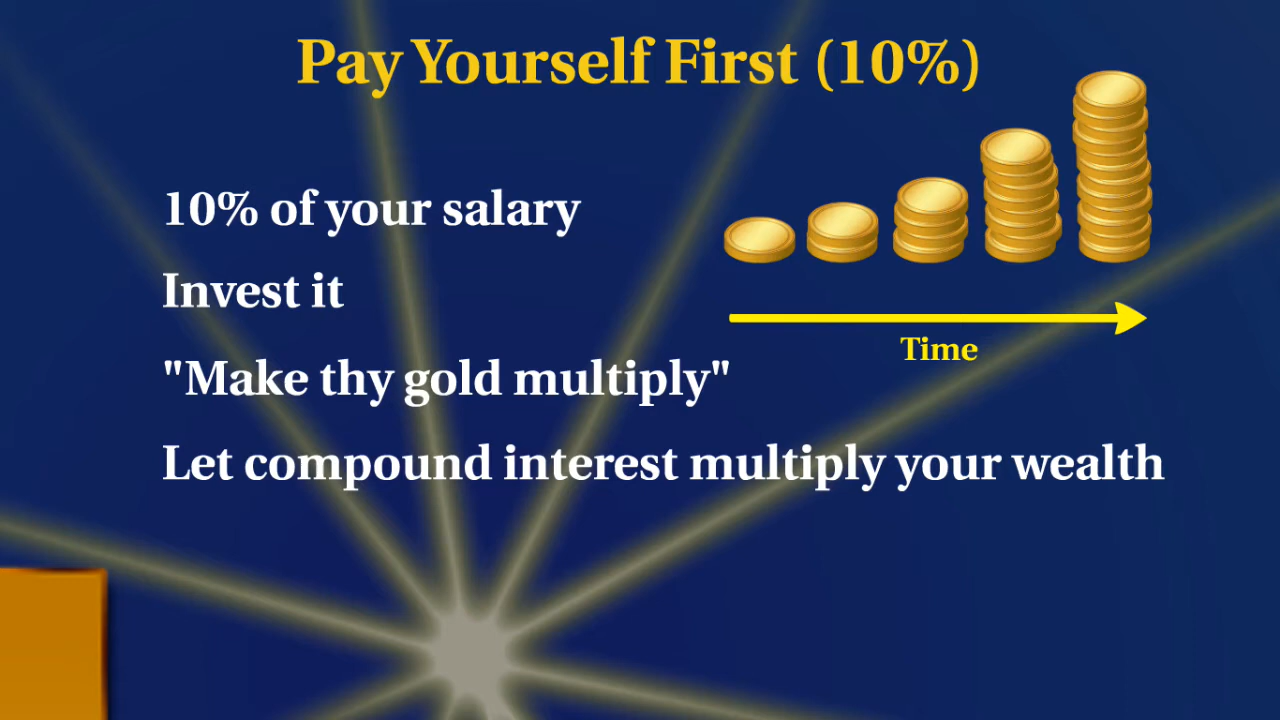 Pay Yourself First (10%)
10% of your salary
Invest it
"Make thy gold multiply"
Let compound interest multiply your wealth
Time